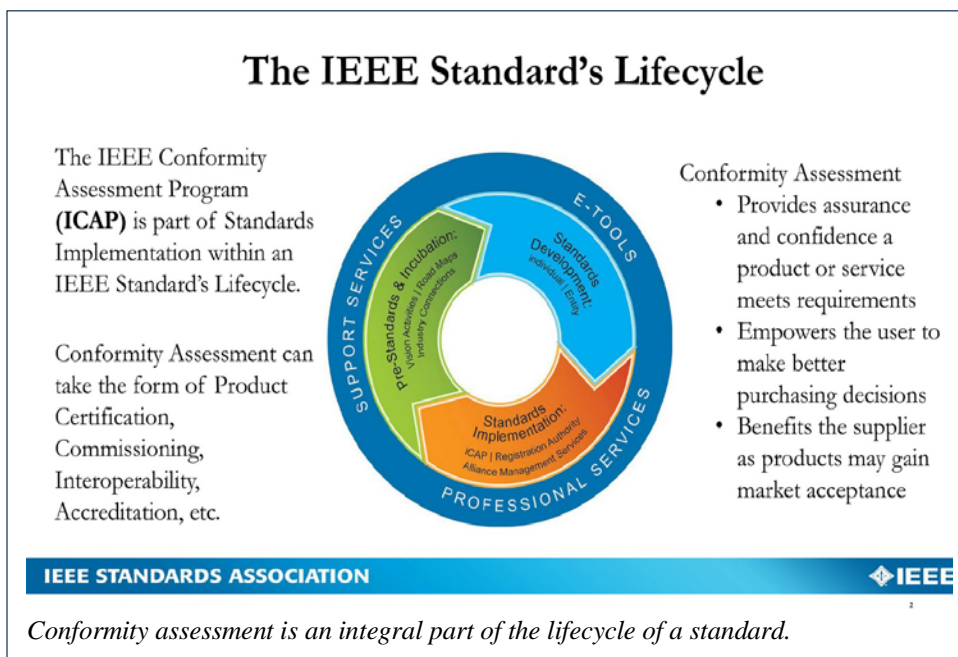 The IEEE Standard's Lifecycle
The IEEE Conformity
Assessment Program
(ICAP) is part of Standards
Implementation within an
IEEE Standard's Lifecycle.
Conformity Assessment can
take the form of Product
Certification,
Commissioning,
Interoperability,
Accreditation, etc.
SUPPORT SERVICES
E-TOOLS
PROFESSIONAL SERVICES
Pre-Standards & Incubation:
Vision Activities | Road Maps
Industry Connections
Standards
Development:
Individual | Entity
Standards
Implementation:
ICAP | Registration Authority
Alliance Management Services
Conformity Assessment
• Provides assurance
and confidence a
product or service
meets requirements
• Empowers the user to
make better
purchasing decisions
• Benefits the supplier
as products may gain
market acceptance
IEEE STANDARDS ASSOCIATION
IEEE
2
Conformity assessment is an integral part of the lifecycle of a standard.